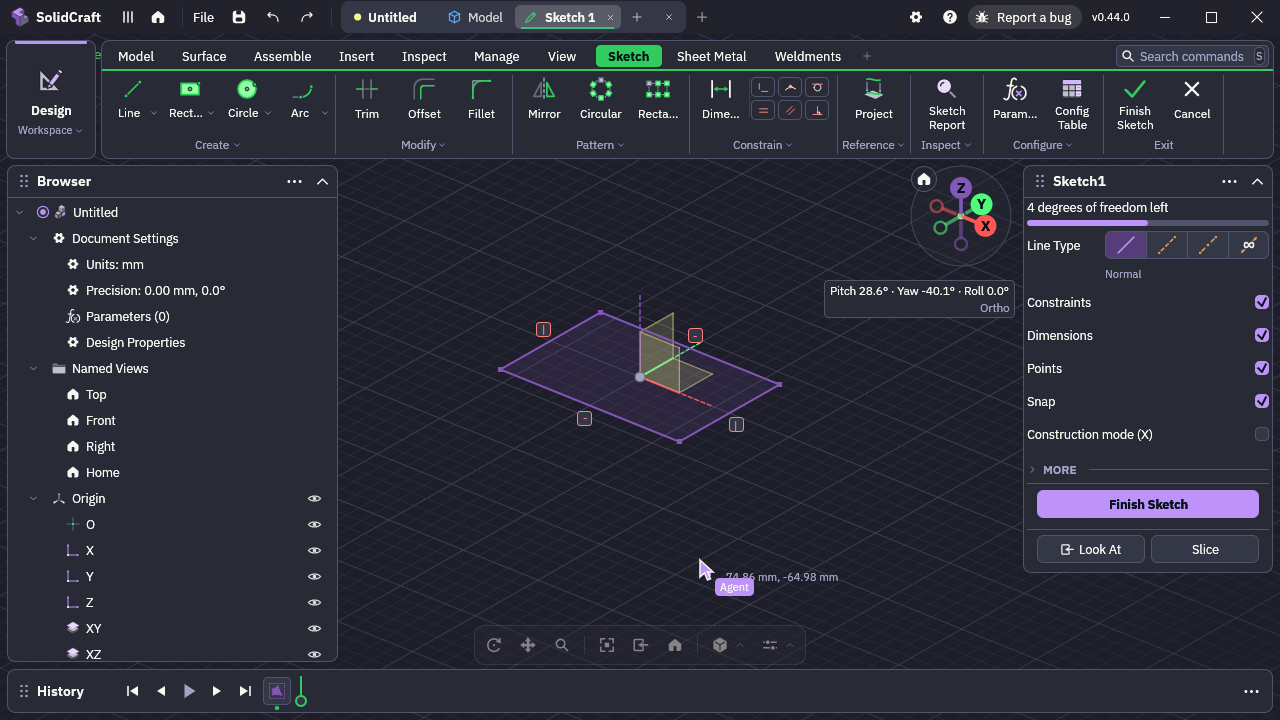 SolidCraft
File
Untitled
Model
Sketch 1
Report a bug
v0.44.0
Design
Workspace
Model
Surface
Assemble
Insert
Inspect
Manage
View
Sketch
Sheet Metal
Weldments
Search commands
S
Line
Rect...
Circle
Arc
Create
Trim
Offset
Fillet
Modify
Mirror
Circular
Recta...
Pattern
Dime...
Constrain
Project
Reference
Sketch
Report
Inspect
Param...
Config
Table
Configure
Finish
Sketch
Cancel
Exit
Browser
Untitled
Document Settings
Units: mm
Precision: 0.00 mm, 0.0°
Parameters (0)
Design Properties
Named Views
Top
Front
Right
Home
Origin
O
X
Y
Z
XY
XZ
Z
Y
X
Pitch 28.6° · Yaw -40.1° · Roll 0.0°
Ortho
74.86 mm, -64.98 mm
Agent
Sketch1
4 degrees of freedom left
Line Type
Normal
Constraints
Dimensions
Points
Snap
Construction mode (X)
MORE
Finish Sketch
Look At
Slice
History